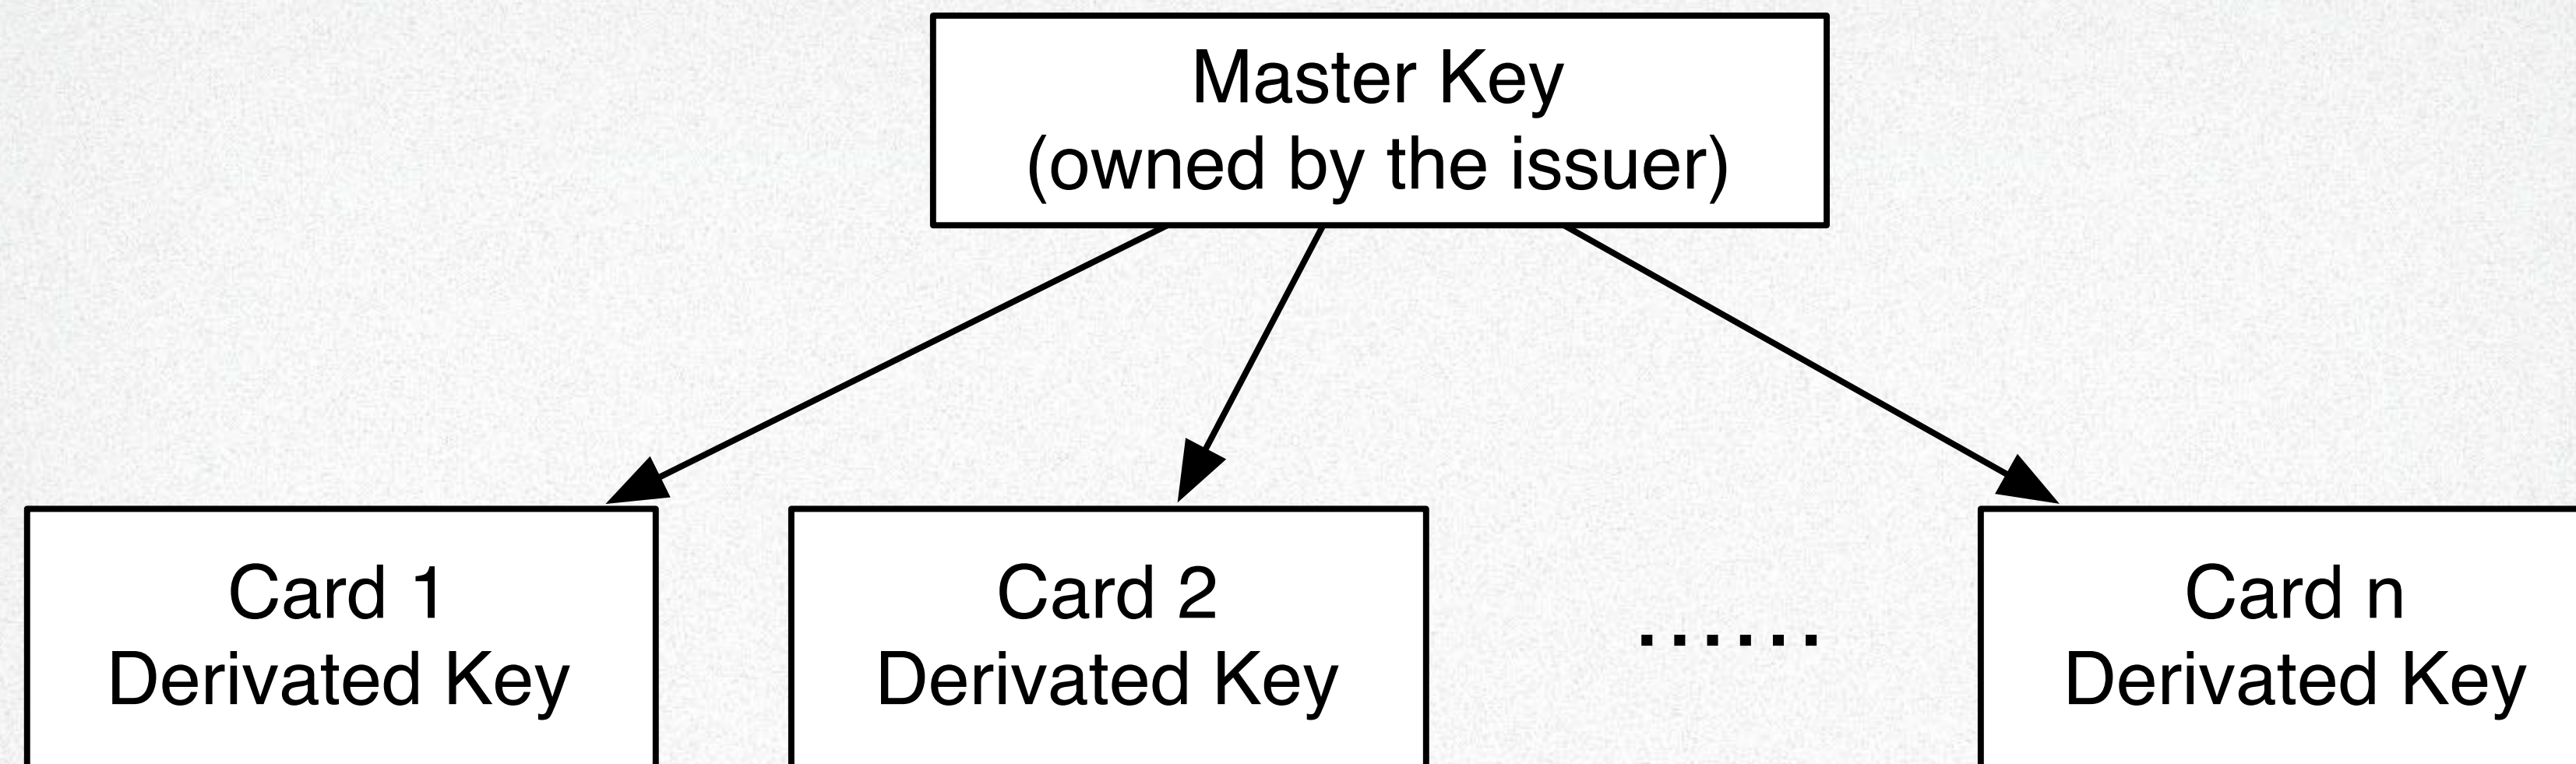 Master Key
(owned by the issuer)
Card 1
Derivated Key
Card 2
Derivated Key
......
Card n
Derivated Key